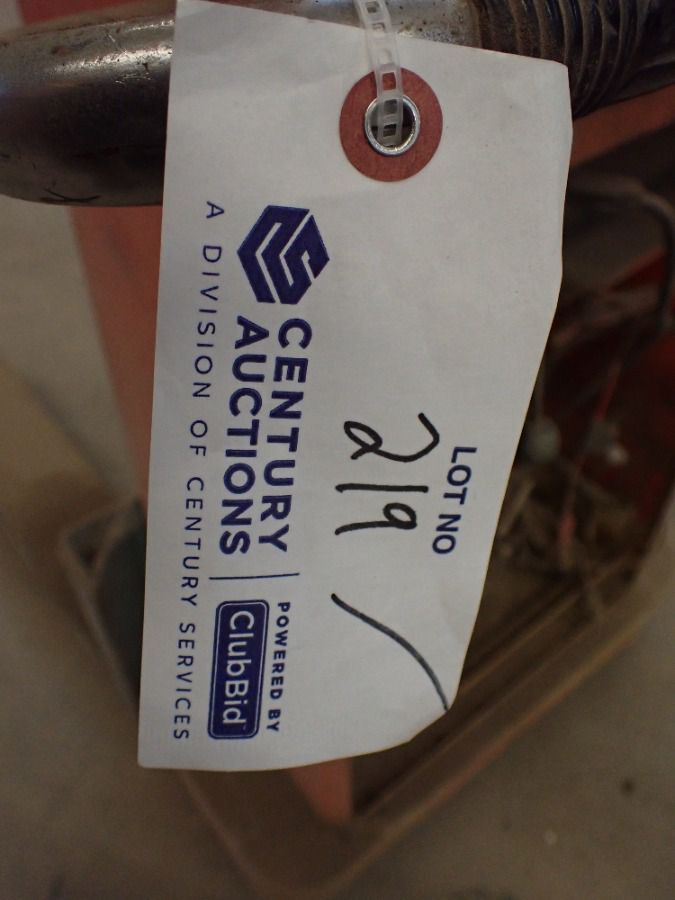 LOT NO
219
CENTURY
AUCTIONS
POWERED BY
ClubBid
A DIVISION OF CENTURY SERVICES